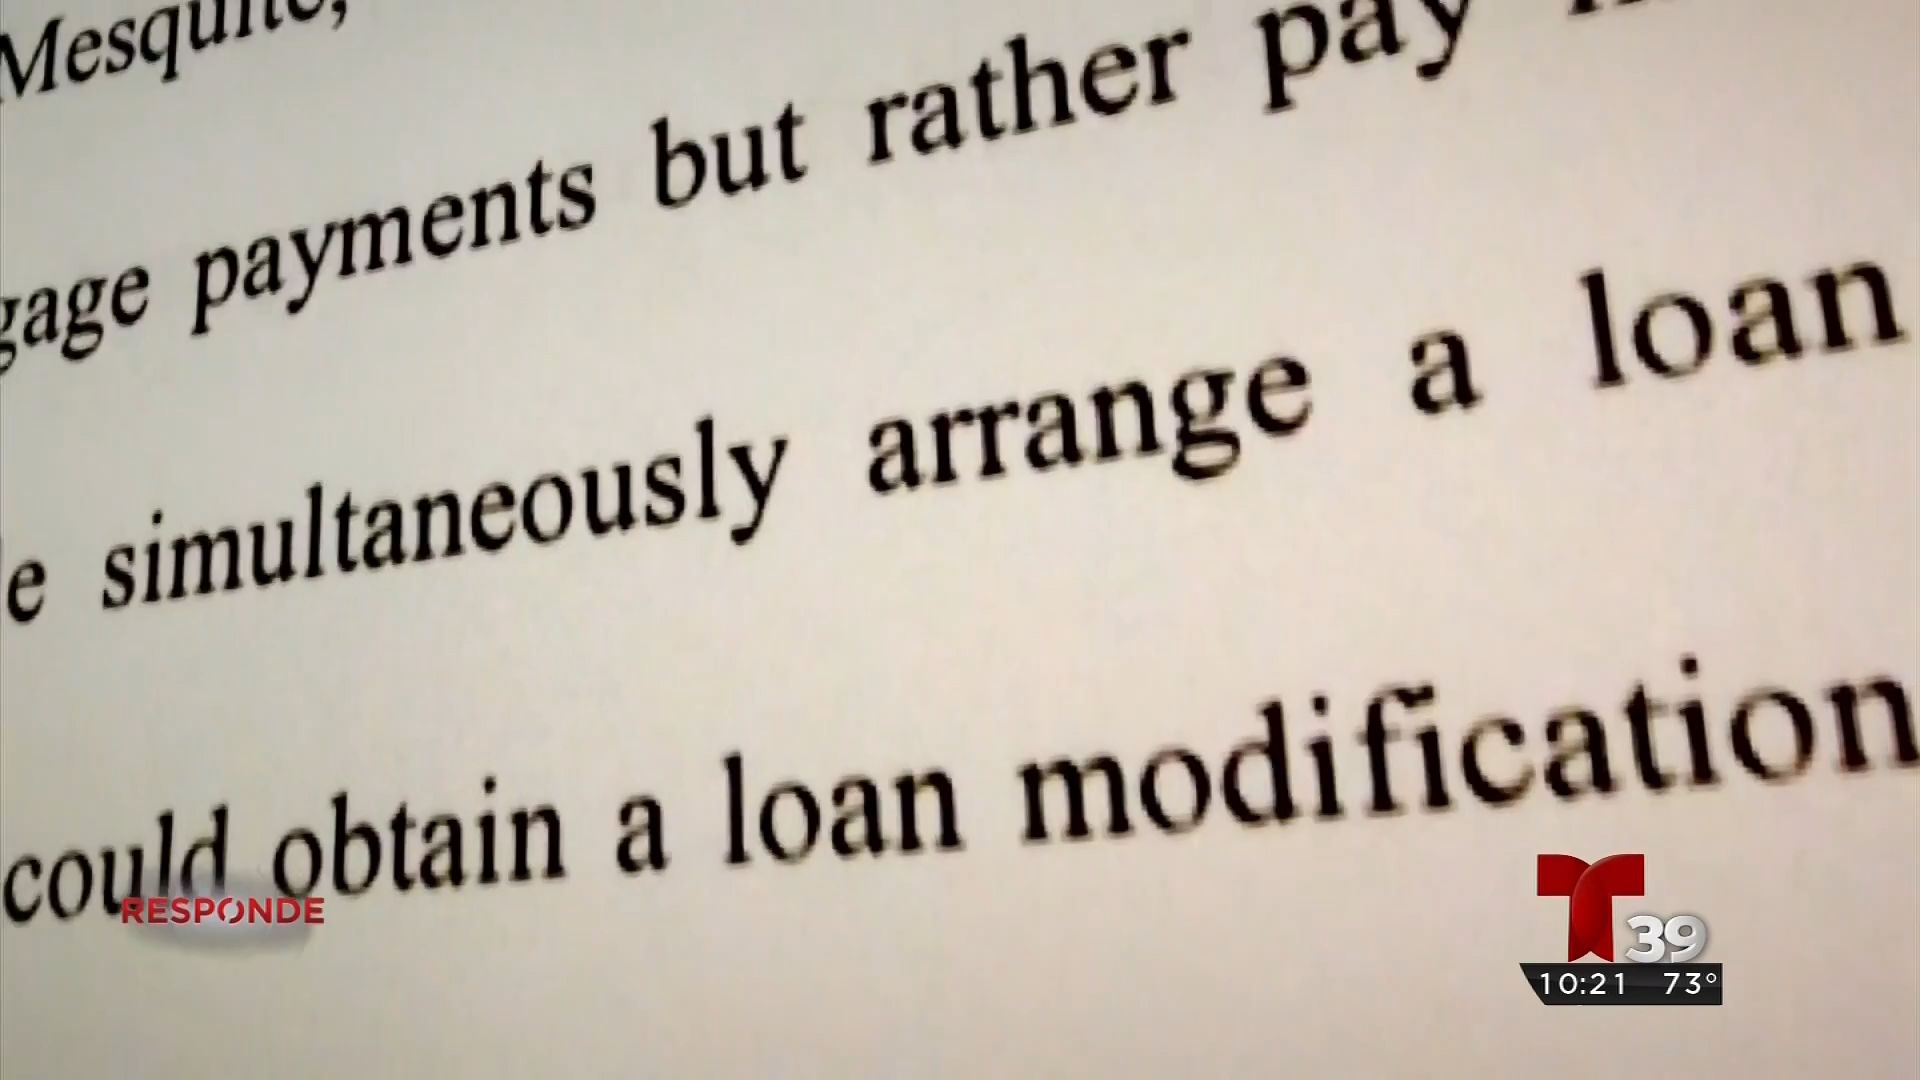 Mesquite,
gage payments but rather pay
e simultaneously arrange a loan
could obtain a loan modification
RESPONDE
T 39
10:21 73°